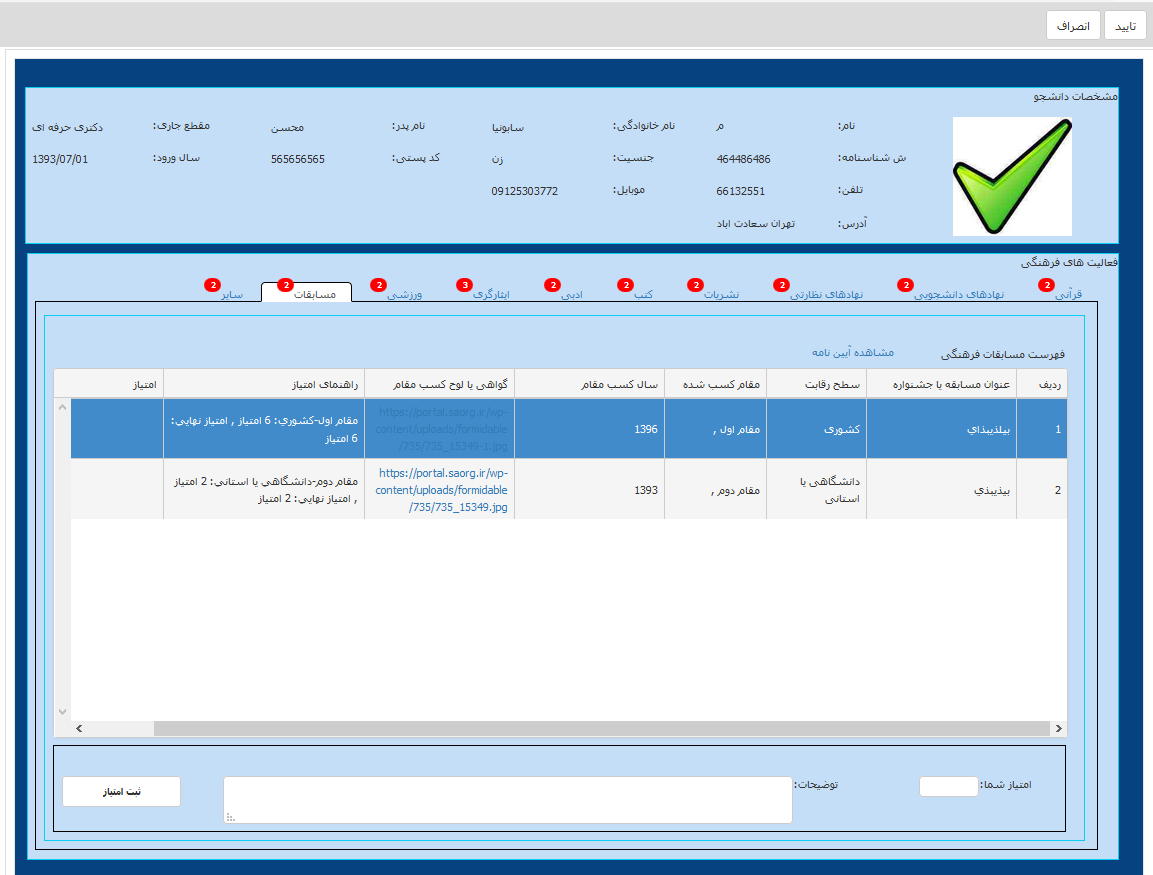 تایید
انصراف
مشخصات دانشجو
نام: م
نام خانوادگی: سابونیا
نام پدر: محسن
مقطع جاری: دکتری حرفه ای
ش شناسنامه: 464486486
جنسیت: زن
کد پستی: 565656565
سال ورود: 1393/07/01
تلفن: 66132551
موبایل: 09125303772
آدرس: تهران سعادت اباد
فعالیت های فرهنگی
قرآنی 2
نهادهای دانشجویی 2
نهادهای نظارتی 2
نشریات 2
کتب 2
ادبی 2
ایثارگری 3
ورزشی 2
مسابقات 2
سایر 2
فهرست مسابقات فرهنگی
مشاهده آیین نامه
ردیف
عنوان مسابقه یا جشنواره
سطح رقابت
مقام کسب شده
سال کسب مقام
گواهی یا لوح کسب مقام
راهنمای امتیاز
امتیاز
1
بیلذیبذاي
کشوری
مقام اول ,
1396
https://portal.saorg.ir/wp-
content/uploads/formidable
/735/735_15349-1.jpg
مقام اول-کشوري: 6 امتیاز , امتیاز نهایي:
6 امتیاز
2
بیذیبذي
دانشگاهی یا
استانی
مقام دوم ,
1393
https://portal.saorg.ir/wp-
content/uploads/formidable
/735/735_15349.jpg
مقام دوم-دانشگاهي یا استاني: 2 امتیاز
, امتیاز نهایي: 2 امتیاز
امتیاز شما:
توضیحات:
ثبت امتیاز